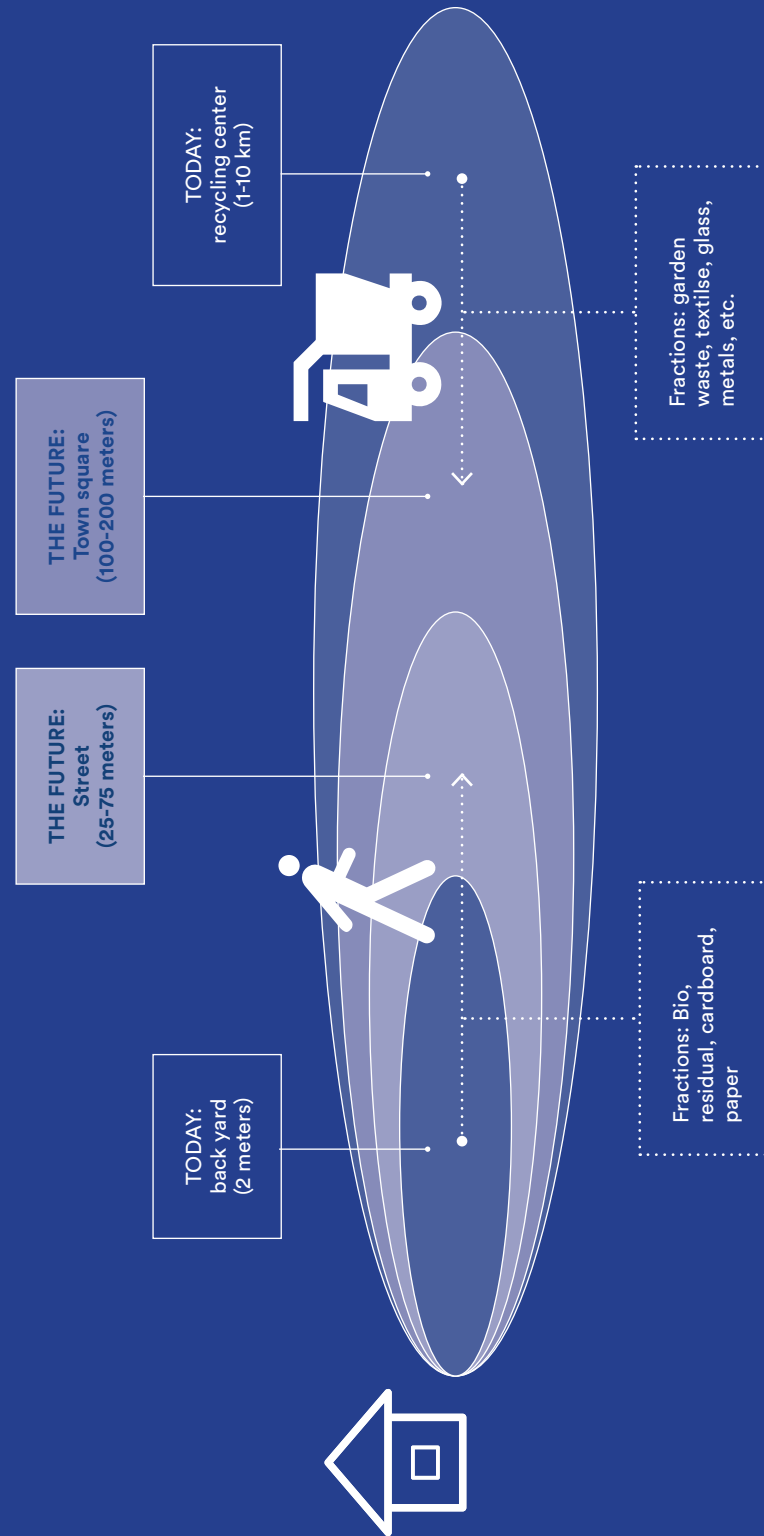 TODAY:
back yard
(2 meters)
THE FUTURE:
Street
(25-75 meters)
THE FUTURE:
Town square
(100-200 meters)
TODAY:
recycling center
(1-10 km)
Fractions: Bio,
residual, cardboard,
paper
Fractions: garden
waste, textilse, glass,
metals, etc.